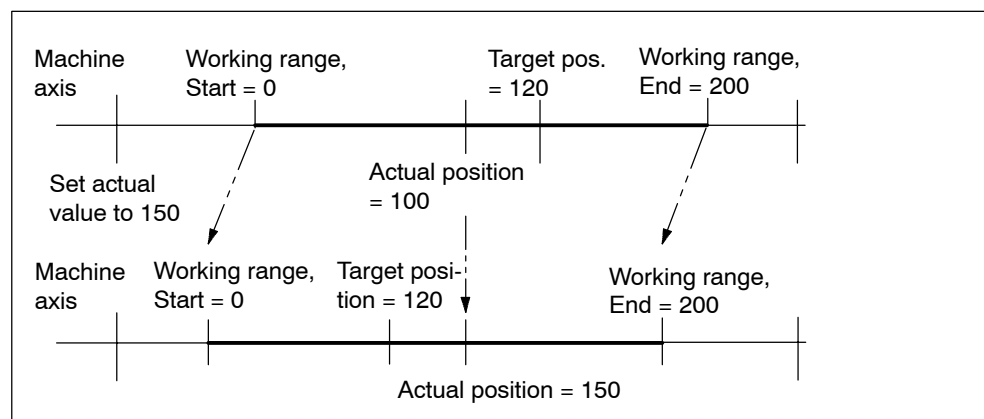 Machine
axis
Working range,
Start = 0
Target pos.
= 120
Working range,
End = 200
Set actual
value to 150
Actual position
= 100
Machine
axis
Working range,
Start = 0
Target posi-
tion = 120
Working range,
End = 200
Actual position = 150